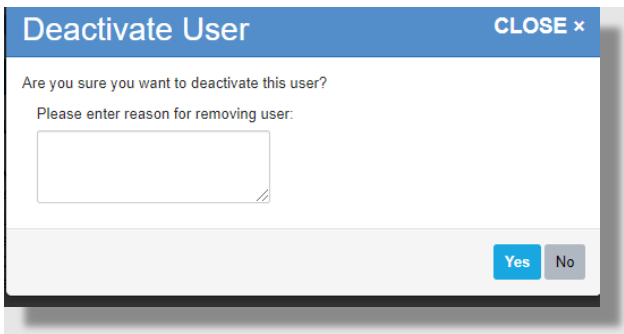 Deactivate User
CLOSE ×
Are you sure you want to deactivate this user?
Please enter reason for removing user:
Yes No